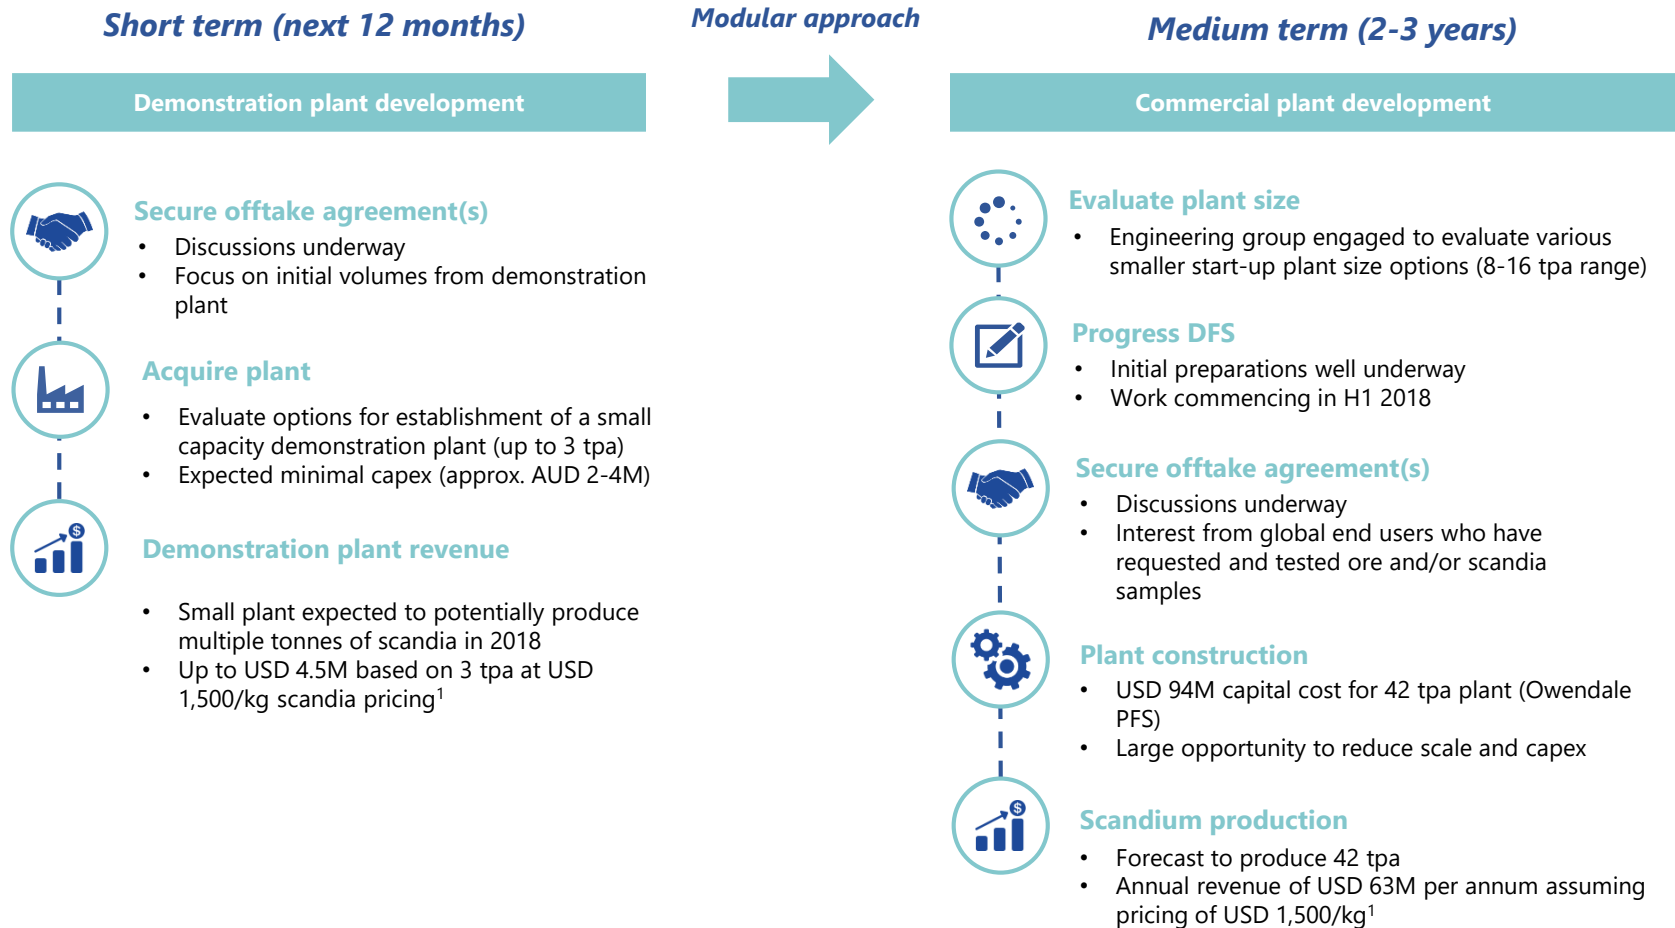 Short term (next 12 months)
Modular approach
Medium term (2-3 years)
Demonstration plant development
Commercial plant development
Secure offtake agreement(s)
• Discussions underway
• Focus on initial volumes from demonstration
plant
Acquire plant
• Evaluate options for establishment of a small
capacity demonstration plant (up to 3 tpa)
• Expected minimal capex (approx. AUD 2-4M)
$
Demonstration plant revenue
• Small plant expected to potentially produce
multiple tonnes of scandia in 2018
• Up to USD 4.5M based on 3 tpa at USD
1,500/kg scandia pricing¹
Evaluate plant size
• Engineering group engaged to evaluate various
smaller start-up plant size options (8-16 tpa range)
Progress DFS
• Initial preparations well underway
• Work commencing in H1 2018
Secure offtake agreement(s)
• Discussions underway
• Interest from global end users who have
requested and tested ore and/or scandia
samples
Plant construction
• USD 94M capital cost for 42 tpa plant (Owendale
PFS)
• Large opportunity to reduce scale and capex
$
Scandium production
• Forecast to produce 42 tpa
• Annual revenue of USD 63M per annum assuming
pricing of USD 1,500/kg¹